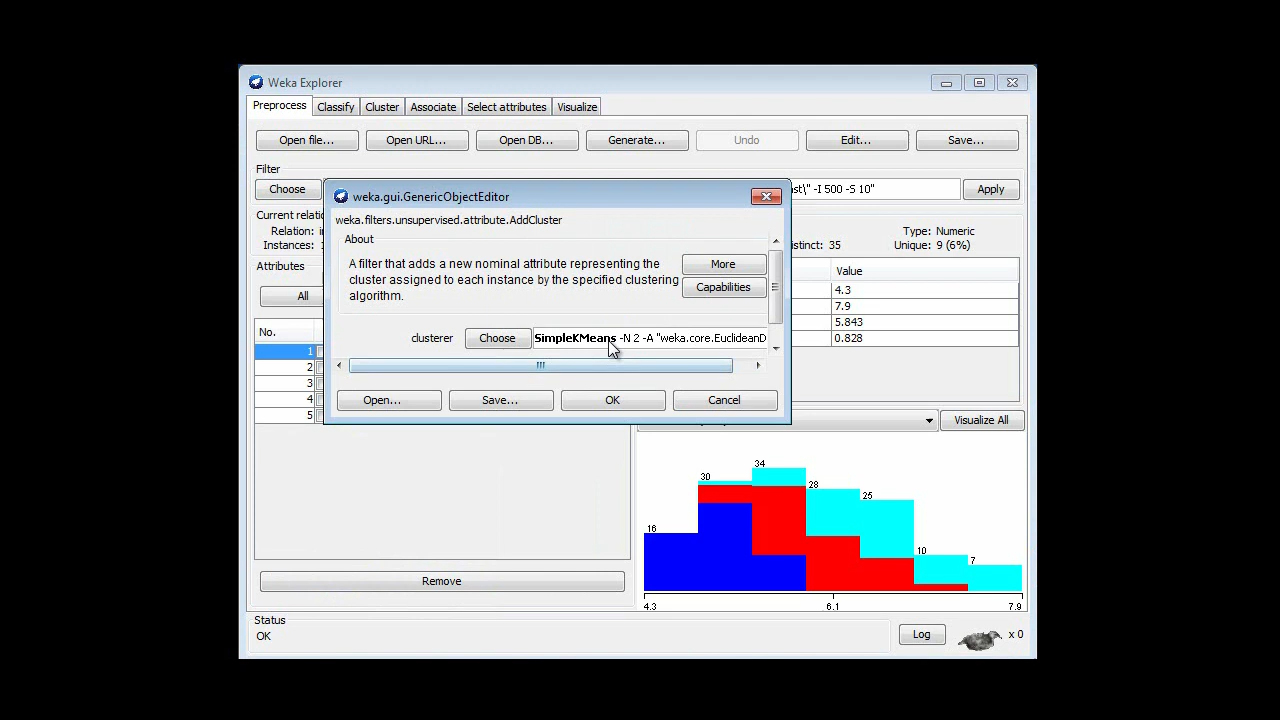 Weka Explorer
Preprocess Classify Cluster Associate Select attributes Visualize
Open file... Open URL... Open DB... Generate... Undo Edit... Save...
Filter
Choose ast\" -I 500 -S 10" Apply
weka.gui.GenericObjectEditor
weka.filters.unsupervised.attribute.AddCluster
About
A filter that adds a new nominal attribute representing the
cluster assigned to each instance by the specified clustering
algorithm.
More
Capabilities
clusterer Choose SimpleKMeans -N 2 -A "weka.core.EuclideanD
Open... Save... OK Cancel
Current relati
Relation:
Instances:
Type: Numeric
istinct: 35 Unique: 9 (6%)
Attributes
All
No.
1
2
3
4
5
Value
4.3
7.9
5.843
0.828
Visualize All
16 30 34 28 25 10 7
4.3 6.1 7.9
Remove
Status
OK
Log x 0